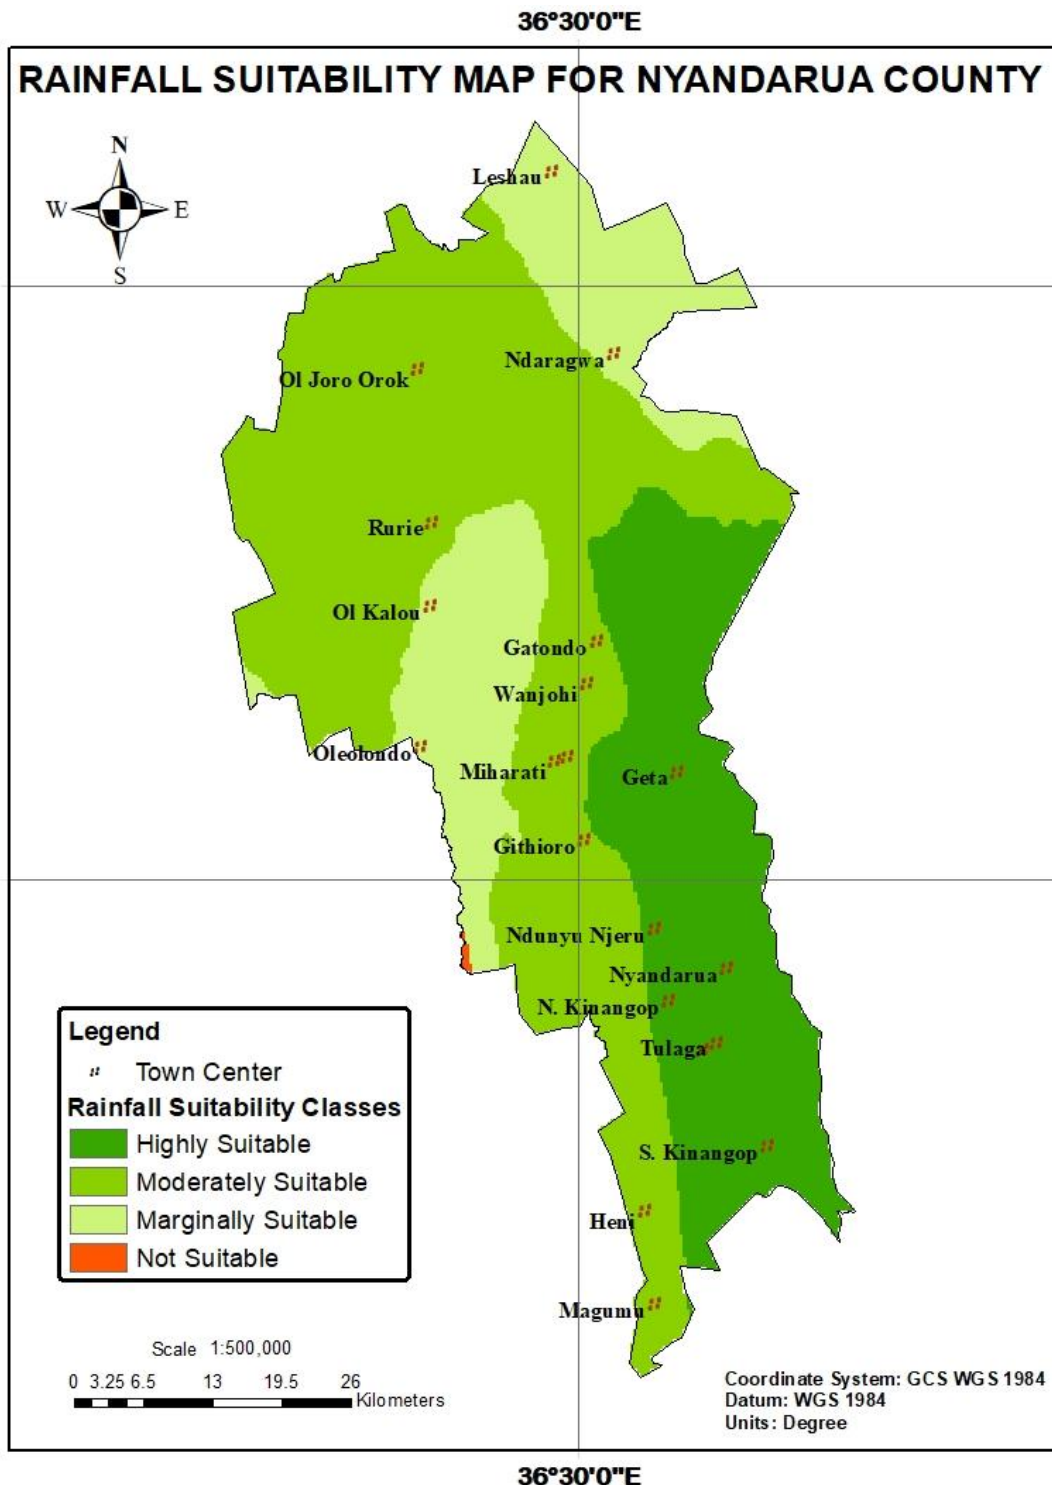 36°30'0"E
RAINFALL SUITABILITY MAP FOR NYANDARUA COUNTY
N
W E
S
Leshau
Ndaragwa
Ol Joro Orok
Rurie
Ol Kalou
Gatondo
Wanjohi
Oleolondo
Miharati
Geta
Githioro
Ndunyu Njeru
Nyandarua
N. Kinangop
Tulaga
S. Kinangop
Heni
Magumu
Legend
Town Center
Rainfall Suitability Classes
Highly Suitable
Moderately Suitable
Marginally Suitable
Not Suitable
Scale 1:500,000
0 3.25 6.5 13 19.5 26
Kilometers
Coordinate System: GCS WGS 1984
Datum: WGS 1984
Units: Degree
36°30'0"E